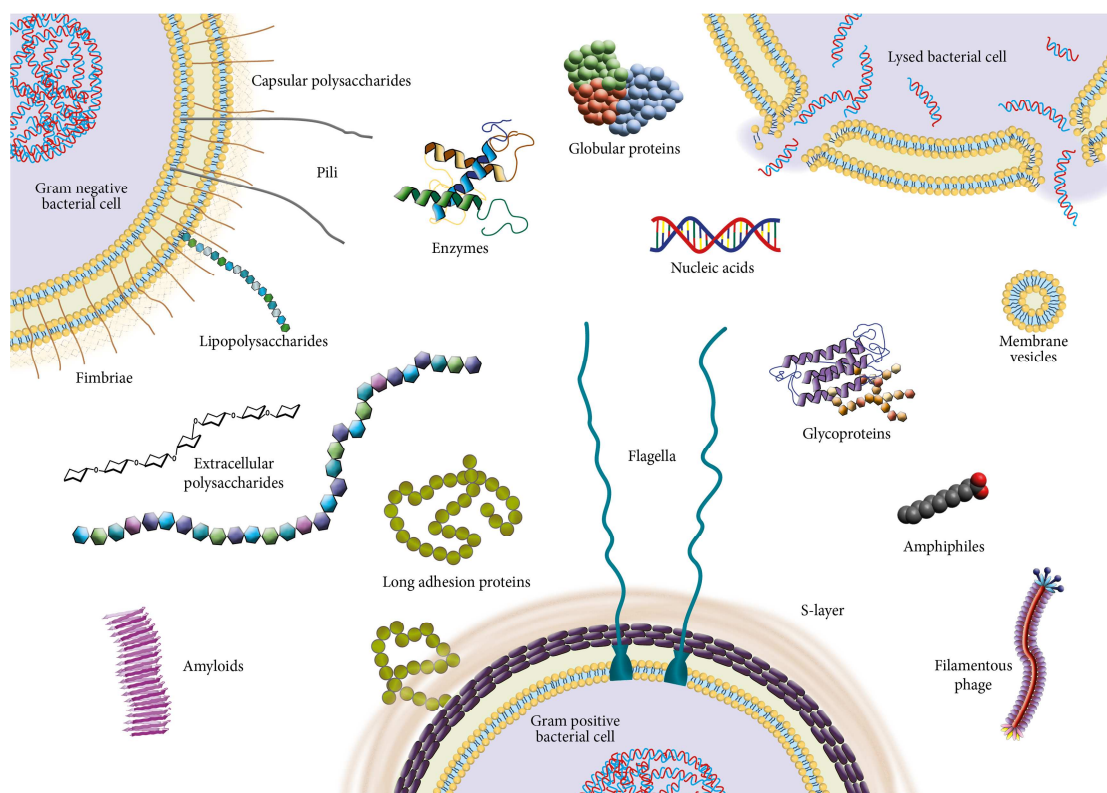 Lysed bacterial cell
Capsular polysaccharides
Globular proteins
Pili
Gram negative
bacterial cell
Enzymes
Nucleic acids
Lipopolysaccharides
Membrane
vesicles
Fimbriae
Glycoproteins
Flagella
Extracellular
polysaccharides
Amphiphiles
Long adhesion proteins
S-layer
Amyloids
Filamentous
phage
Gram positive
bacterial cell